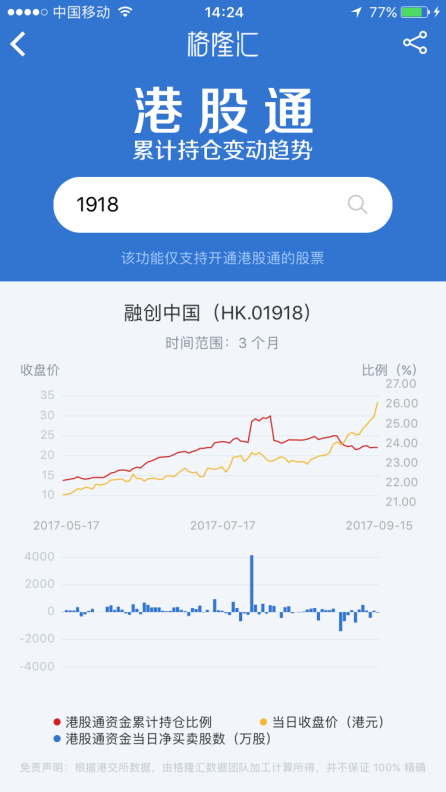 中国移动 14:24 77%
格隆汇
港股通
累计持仓变动趋势
1918
该功能仅支持开通港股通的股票
融创中国（HK.01918）
时间范围：3 个月
收盘价 比例（%）
27.00
35 26.00
30 25.00
25 24.00
20 23.00
15 22.00
10 21.00
2017-05-17 2017-07-17 2017-09-15
4000
2000
0
-2000
-4000
港股通资金累计持仓比例 当日收盘价（港元）
港股通资金当日净买卖股数（万股）
免责声明：根据港交所数据，由格隆汇数据团队加工计算所得，并不保证 100% 精确